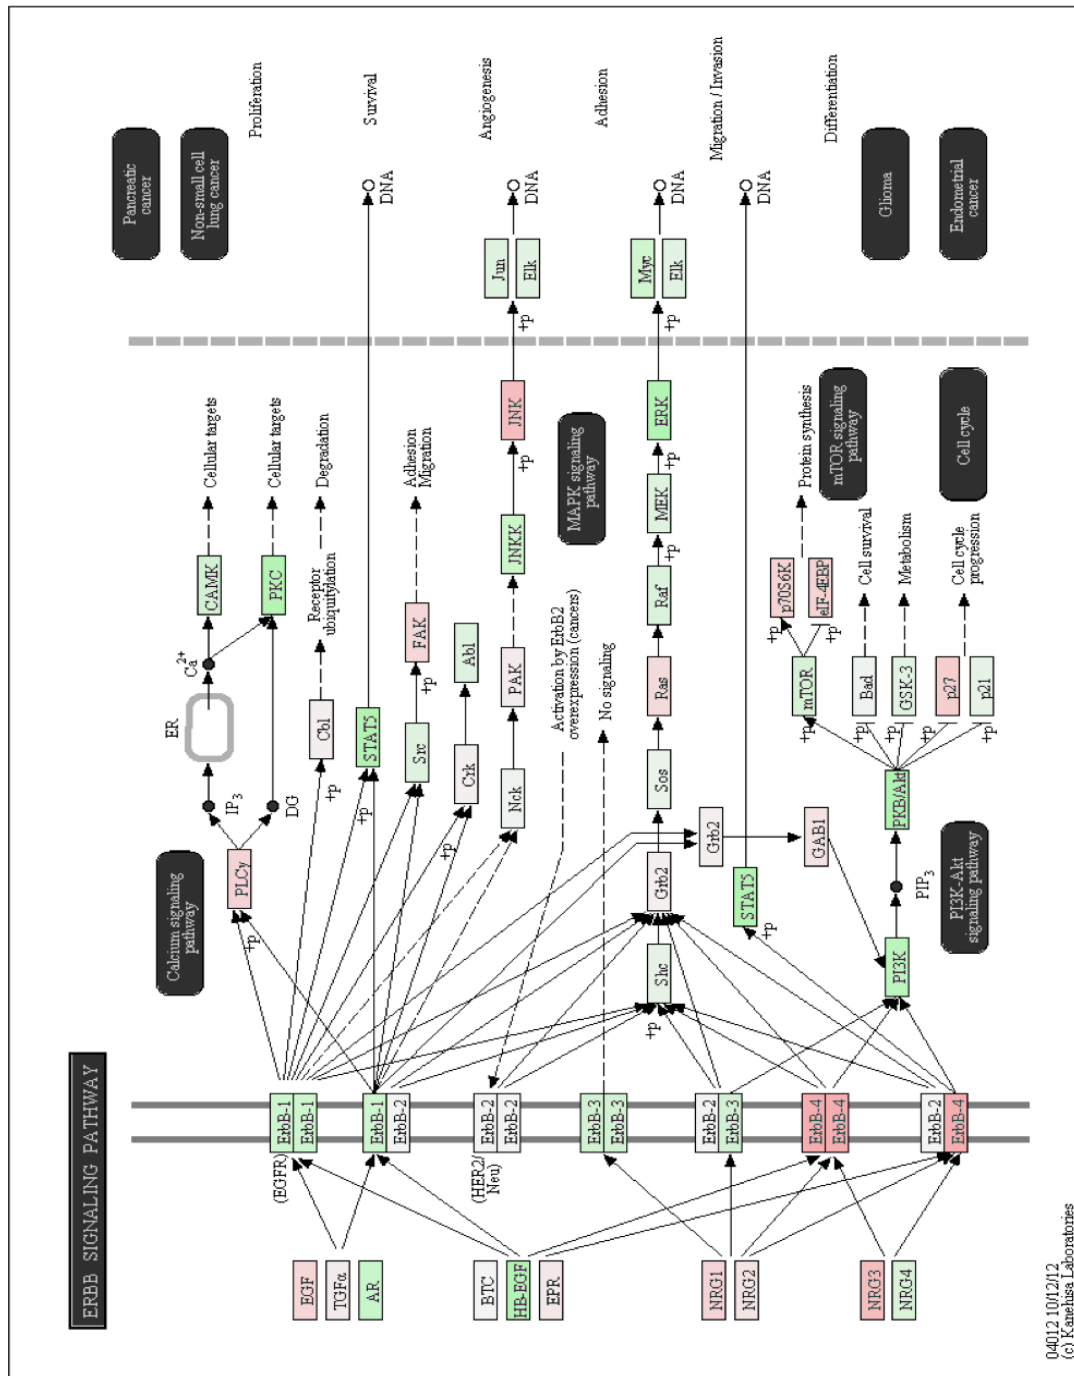 ERBB SIGNALING PATHWAY
EGF
TGFα
AR
BTC
HB-EGF
EPR
NRG1
NRG2
NRG3
NRG4
(EGFR)
ErbB-1
ErbB-1
ErbB-1
ErbB-2
(HER2/
Neu)
ErbB-2
ErbB-2
ErbB-3
ErbB-3
ErbB-2
ErbB-3
ErbB-4
ErbB-4
ErbB-2
ErbB-4
Calcium signaling
pathway
+p
PLCγ
IP3
DG
ER
Ca2+
CAMK
PKC
Cellular targets
Cellular targets
+p
Cbl
Receptor
ubiquitylation
Degradation
+p
STAT5
DNA
Src
+p
FAK
Adhesion
Migration
+p
Crk
Abl
Nck
PAK
JNKK
+p
JNK
+p
Jun
Elk
DNA
Activation by ErbB2
overexpression (cancers)
MAPK signaling
pathway
No signaling
+p
Shc
Grb2
Sos
Ras
Raf
+p
MEK
+p
ERK
+p
Myc
Elk
DNA
Grb2
GAB1
+p
STAT5
DNA
PI3K
PIP3
PKB/Akt
PI3K-Akt
signaling pathway
+p
mTOR
+p
p70S6K
+p
eIF-4EBP
Protein synthesis
mTOR signaling
pathway
+p
Bad
Cell survival
+p
GSK-3
Metabolism
+p
p27
+p
p21
Cell cycle
progression
Cell cycle
Pancreatic
cancer
Non-small cell
lung cancer
Proliferation
Survival
Angiogenesis
Adhesion
Migration / Invasion
Differentiation
Glioma
Endometrial
cancer
04012 10/12/12
(c) Kanehisa Laboratories